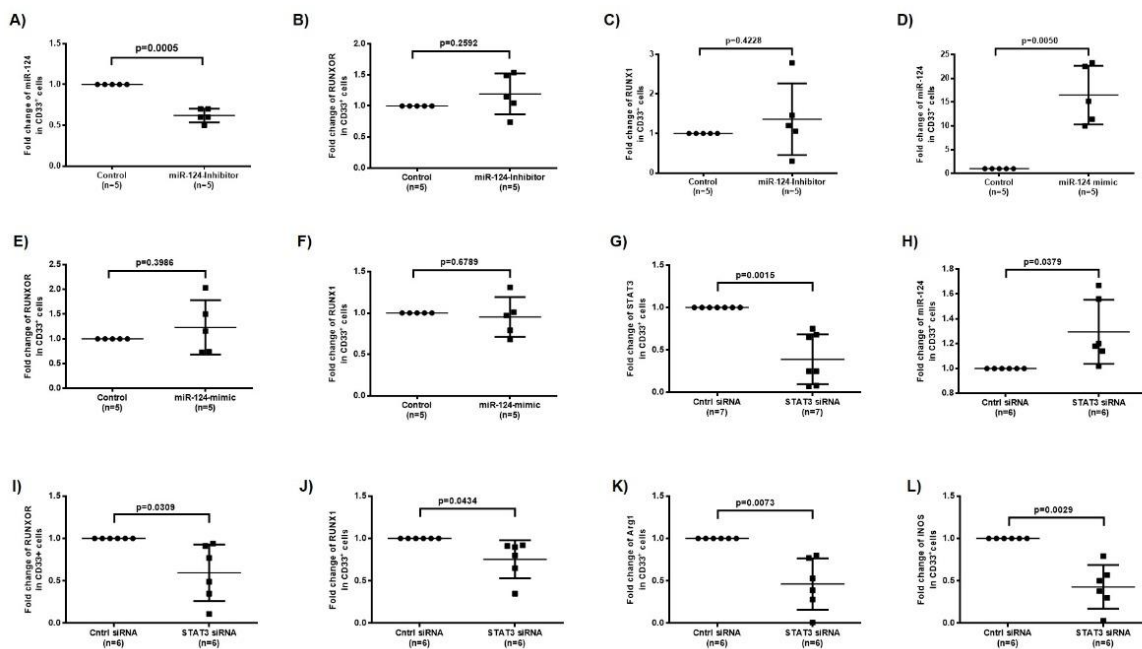 A)
p=0.0005
1.5
1.0
0.5
0.0
Fold change of miR-124
in CD33⁺ cells
Control
(n=5)
miR-124-Inhibitor
(n=5)
B)
p=0.2592
2.0
1.5
1.0
0.5
0.0
Fold change of RUNXOR
in CD33⁺ cells
Control
(n=5)
miR-124-Inhibitor
(n=5)
C)
p=0.4228
3
2
1
0
Fold change of RUNX1
in CD33⁺ cells
Control
(n=5)
miR-124-Inhibitor
(n=5)
D)
p=0.0050
25
20
15
10
5
0
Fold change of miR-124
in CD33⁺ cells
Control
(n=5)
miR-124 mimic
(n=5)
E)
p=0.3986
2.5
2.0
1.5
1.0
0.5
0.0
Fold change of RUNXOR
in CD33⁺ cells
Control
(n=5)
miR-124-mimic
(n=5)
F)
p=0.6789
1.5
1.0
0.5
0.0
Fold change of RUNX1
in CD33⁺ cells
Control
(n=5)
miR-124-mimic
(n=5)
G)
p=0.0015
1.5
1.0
0.5
0.0
Fold change of STAT3
in CD33⁺ cells
Cntrl siRNA
(n=7)
STAT3 siRNA
(n=7)
H)
p=0.0379
1.8
1.6
1.4
1.2
1.0
0.8
Fold change of miR-124
in CD33⁺ cells
Cntrl siRNA
(n=6)
STAT3 siRNA
(n=6)
I)
p=0.0309
1.5
1.0
0.5
0.0
Fold change of RUNXOR
in CD33+ cells
Cntrl siRNA
(n=6)
STAT3 siRNA
(n=6)
J)
p=0.0434
1.5
1.0
0.5
0.0
Fold change of RUNX1
in CD33⁺ cells
Cntrl siRNA
(n=6)
STAT3 siRNA
(n=6)
K)
p=0.0073
1.5
1.0
0.5
0.0
Fold change of Arg1
in CD33⁺ cells
Cntrl siRNA
(n=6)
STAT3 siRNA
(n=6)
L)
p=0.0029
1.5
1.0
0.5
0.0
Fold change of iNOS
in CD33⁺cells
Cntrl siRNA
(n=6)
STAT3 siRNA
(n=6)